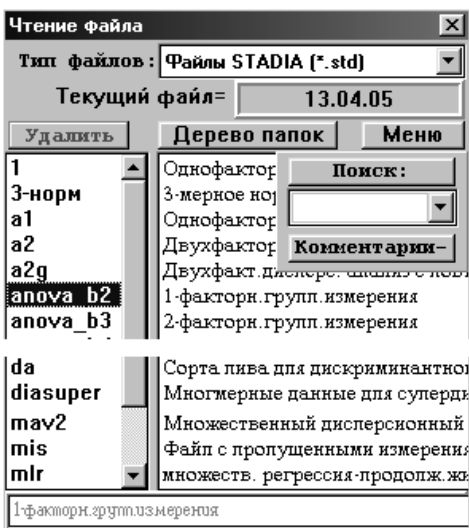 Чтение файла
Тип файлов: Файлы STADIA (*.std)
Текущий файл= 13.04.05
Удалить Дерево папок Меню
1 Однофактор
3-норм 3-мерное нор
a1 Однофактор
a2 Двухфактор
a2g Двухфакт.
anova_b2 1-факторн.групп.измерения
anova_b3 2-факторн.групп.измерения
Поиск:
Комментарии-
da Сорта пива для дискриминантно
diasuper Многмерные данные для суперди
mav2 Множественный дисперсионный
mis Файл с пропущенными измерения
mlr множеств. регрессия-продолж.жи
1-факторн.групп.измерения